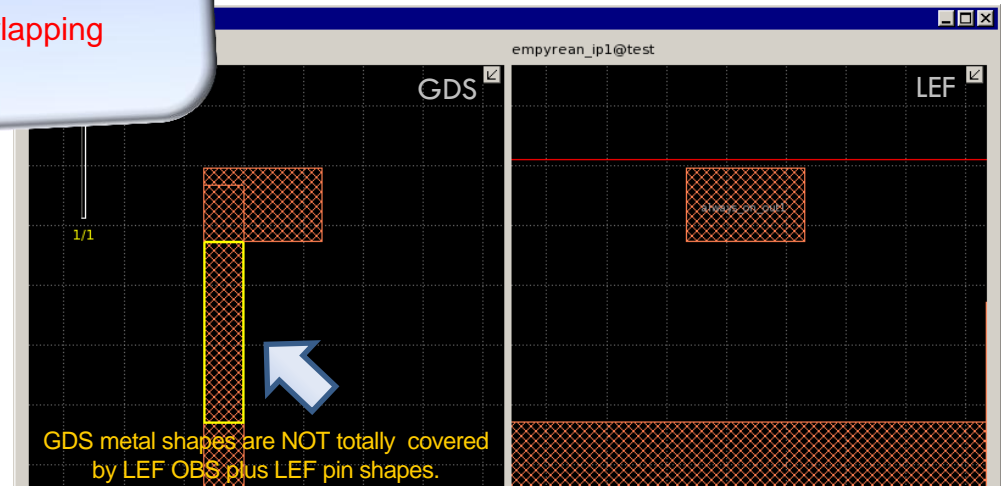 lapping
empyrean_ip1@test
GDS
LEF
always_on_out1
1/1
GDS metal shapes are NOT totally covered
by LEF OBS plus LEF pin shapes.